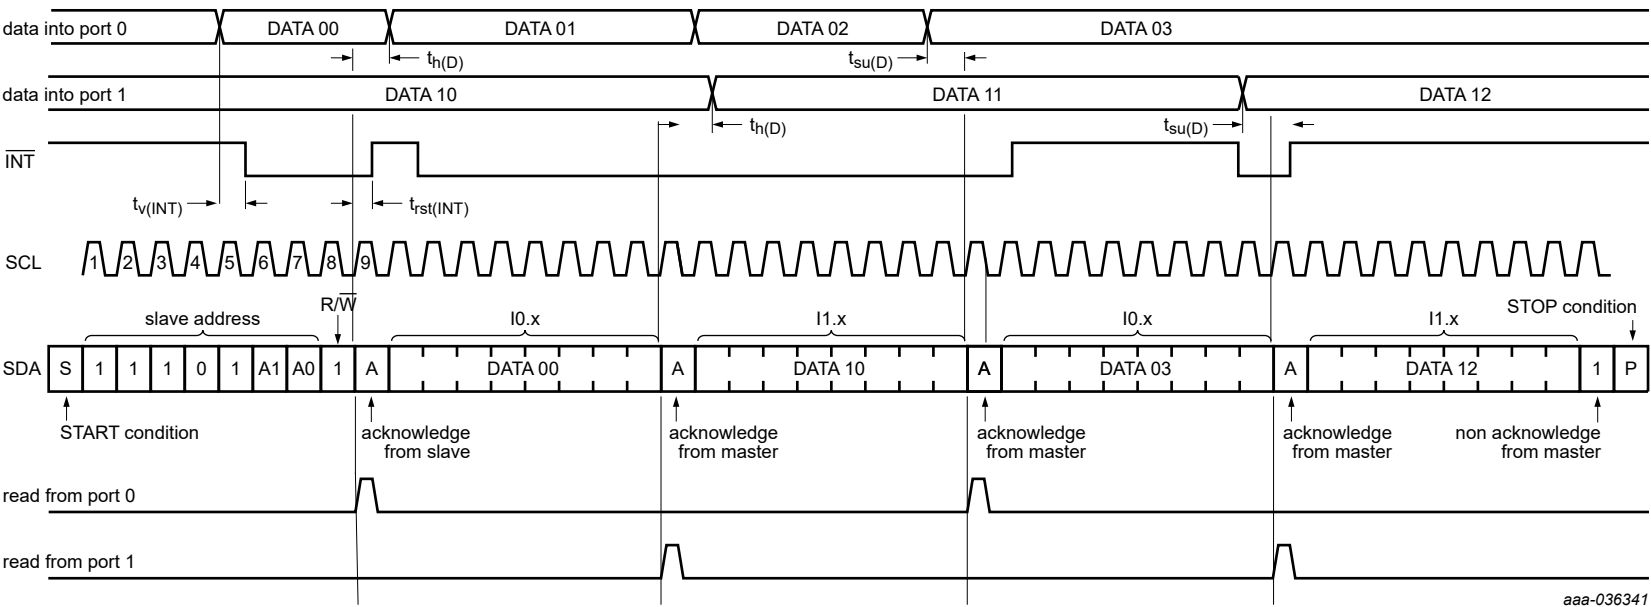 data into port 0 DATA 00 DATA 01 DATA 02 DATA 03
th(D) tsu(D)
data into port 1 DATA 10 DATA 11 DATA 12
th(D) tsu(D)
INT
tv(INT) trst(INT)
SCL 1 2 3 4 5 6 7 8 9
R/W
STOP condition
slave address I0.x I1.x I0.x I1.x
SDA S 1 1 1 0 1 A1 A0 1 A DATA 00 A DATA 10 A DATA 03 A DATA 12 1 P
START condition acknowledge acknowledge acknowledge acknowledge non acknowledge
from slave from master from master from master from master
read from port 0
read from port 1
aaa-036341